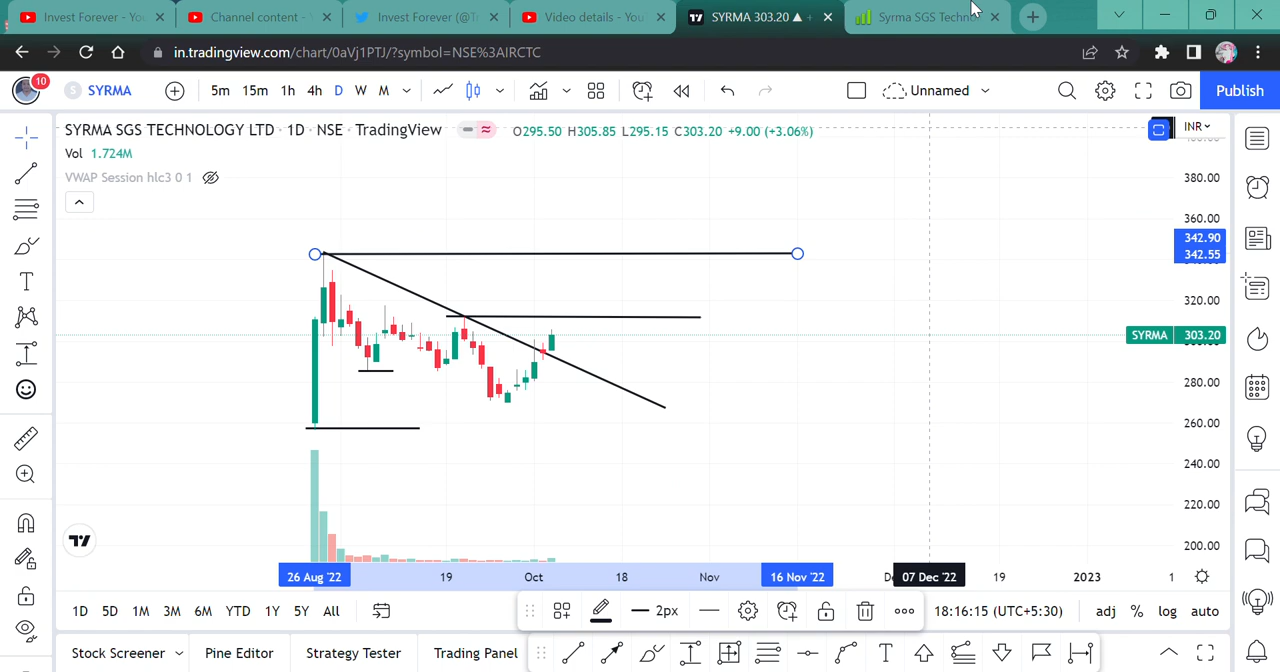 Invest Forever - You
Channel content - Y
Invest Forever (@Tr
Video details - You
SYRMA 303.20 ▲ +
Syrma SGS Techn
in.tradingview.com/chart/0aVj1PTJ/?symbol=NSE%3AIRCTC
10
S SYRMA 5m 15m 1h 4h D W M Unnamed Publish
SYRMA SGS TECHNOLOGY LTD · 1D · NSE · TradingView O295.50 H305.85 L295.15 C303.20 +9.00 (+3.06%) INR
Vol 1.724M
VWAP Session hlc3 0 1
380.00
360.00
342.90
342.55
320.00
SYRMA 303.20
280.00
260.00
240.00
220.00
200.00
26 Aug '22 19 Oct 18 Nov 16 Nov '22 07 Dec '22 19 2023 1
1D 5D 1M 3M 6M YTD 1Y 5Y All 2px 18:16:15 (UTC+5:30) adj % log auto
Stock Screener Pine Editor Strategy Tester Trading Panel